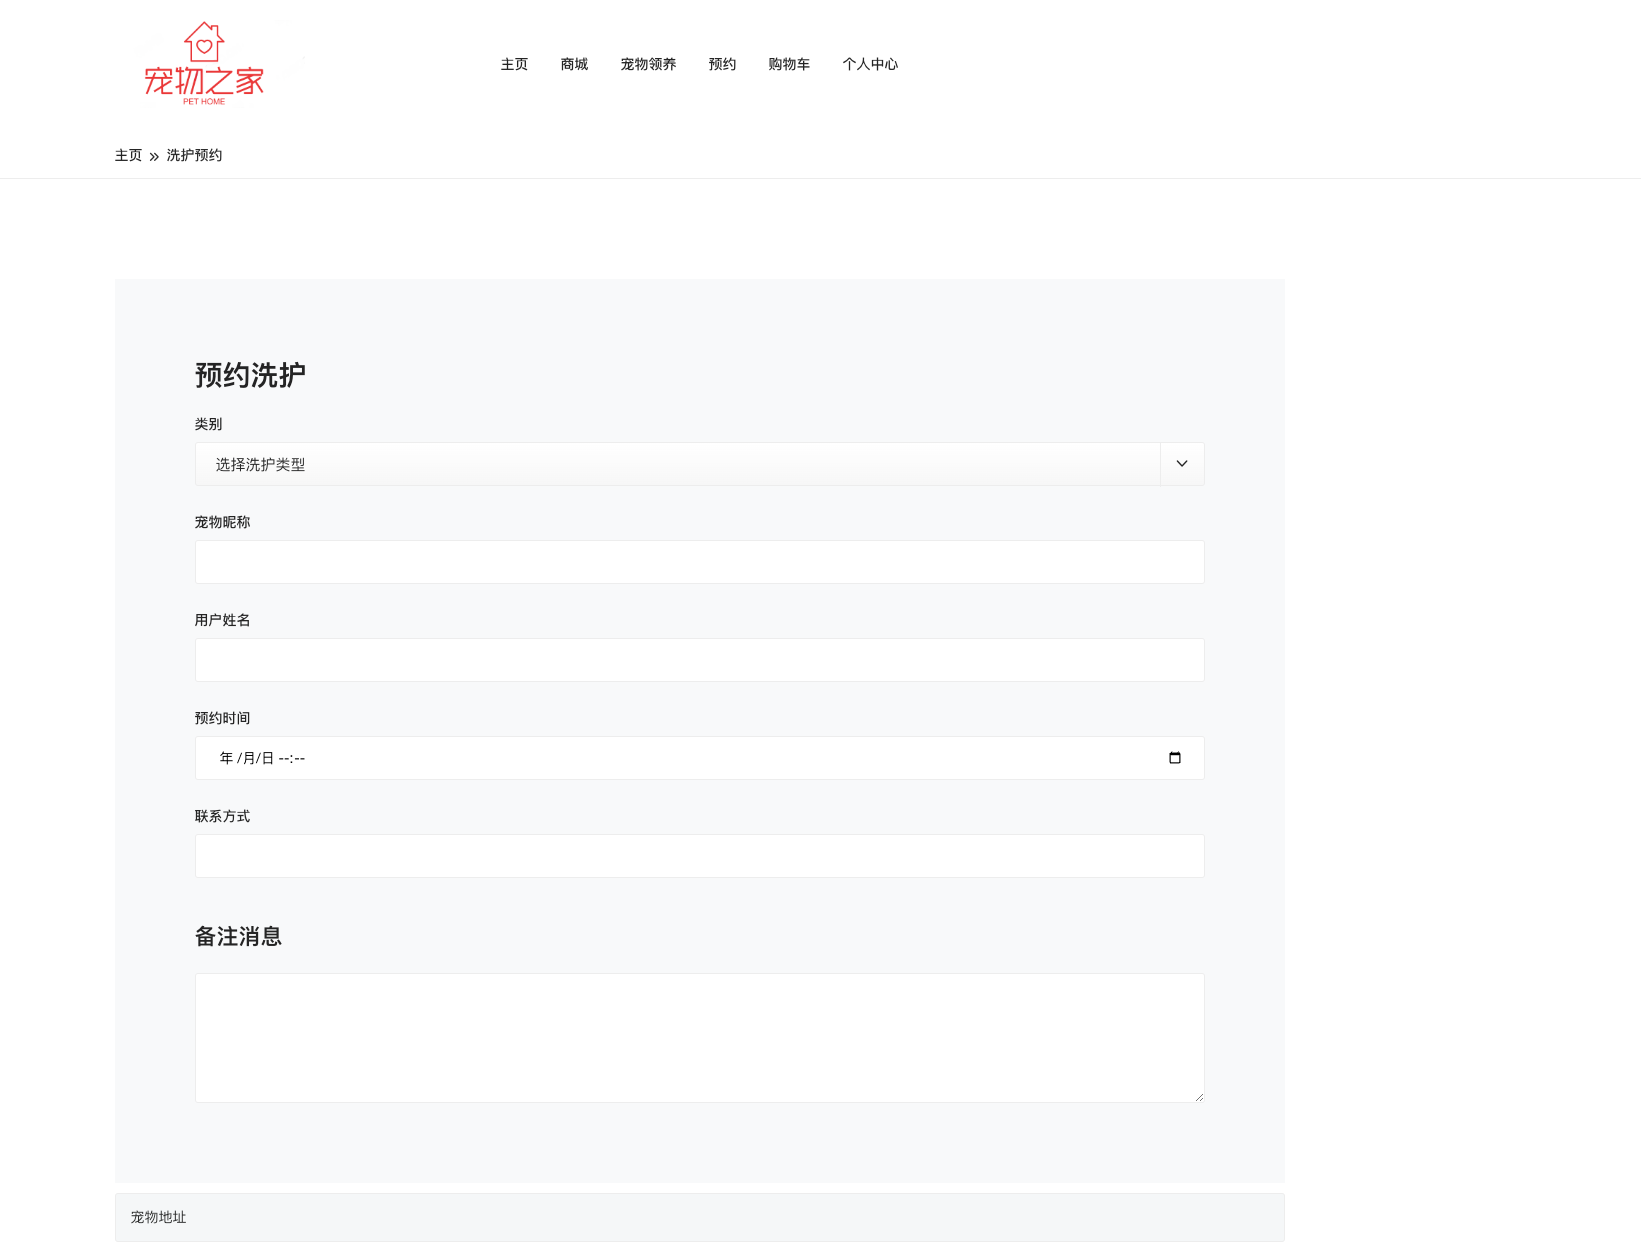 宠物之家
PET HOME
主页 商城 宠物领养 预约 购物车 个人中心
主页 » 洗护预约
预约洗护
类别
选择洗护类型
宠物昵称
用户姓名
预约时间
年 /月/日 --:--
联系方式
备注消息
宠物地址